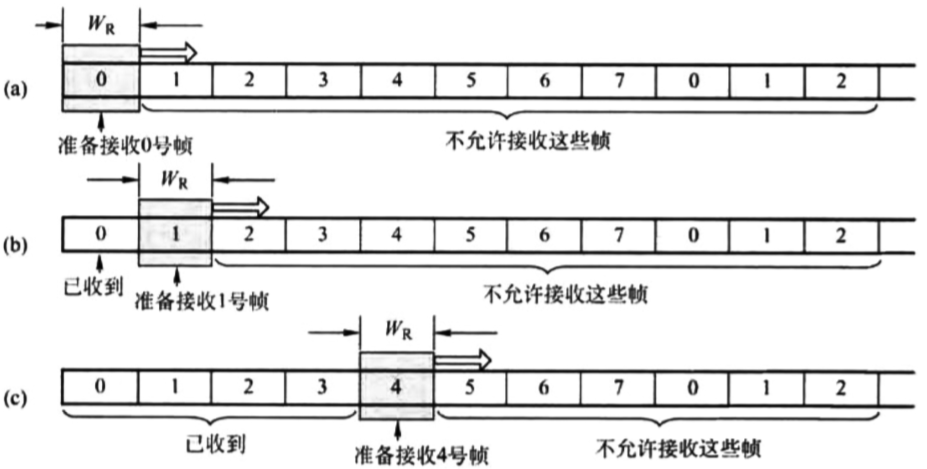 W_R
(a) 0 1 2 3 4 5 6 7 0 1 2
准备接收0号帧 不允许接收这些帧
W_R
(b) 0 1 2 3 4 5 6 7 0 1 2
已收到 准备接收1号帧 不允许接收这些帧
W_R
(c) 0 1 2 3 4 5 6 7 0 1 2
已收到 准备接收4号帧 不允许接收这些帧